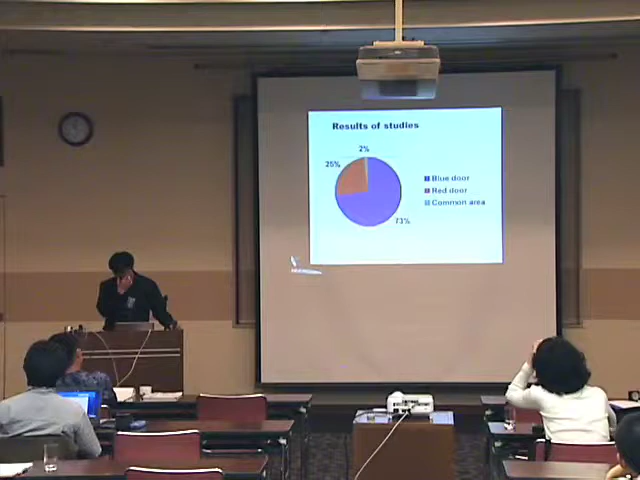 Results of studies
2%
25%
73%
Blue door
Red door
Common area